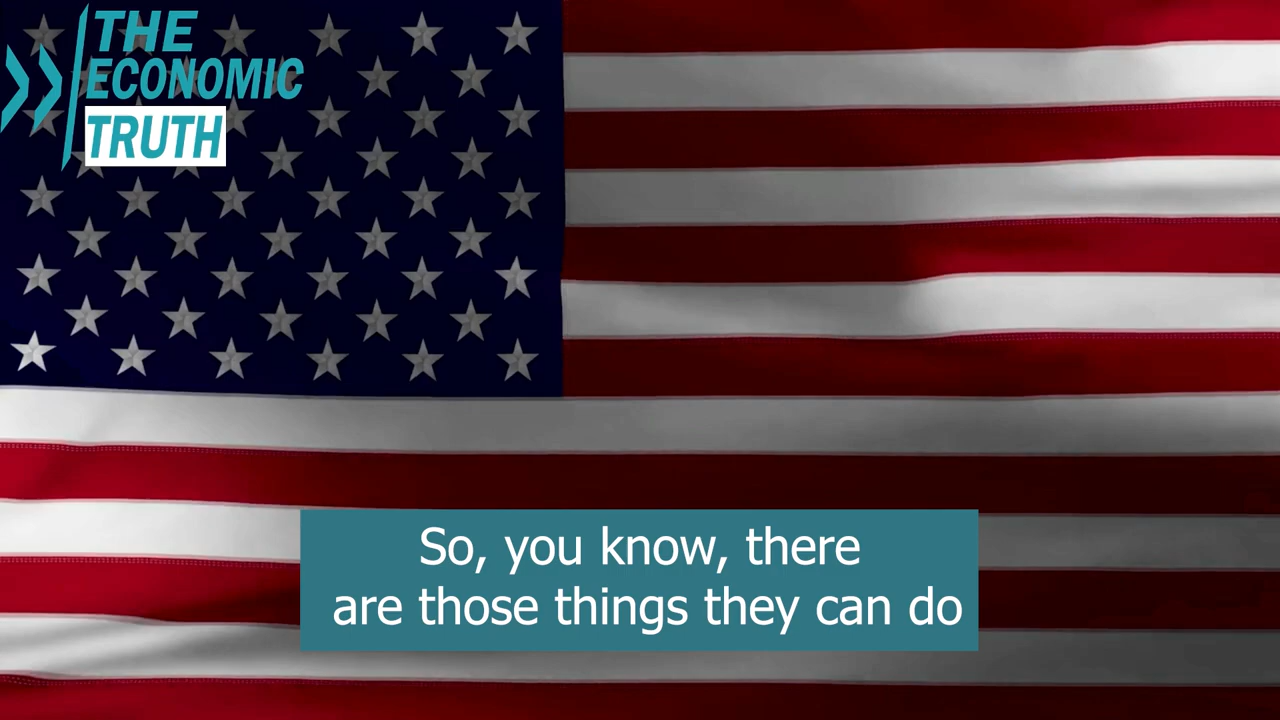 THE
ECONOMIC
TRUTH
So, you know, there
are those things they can do